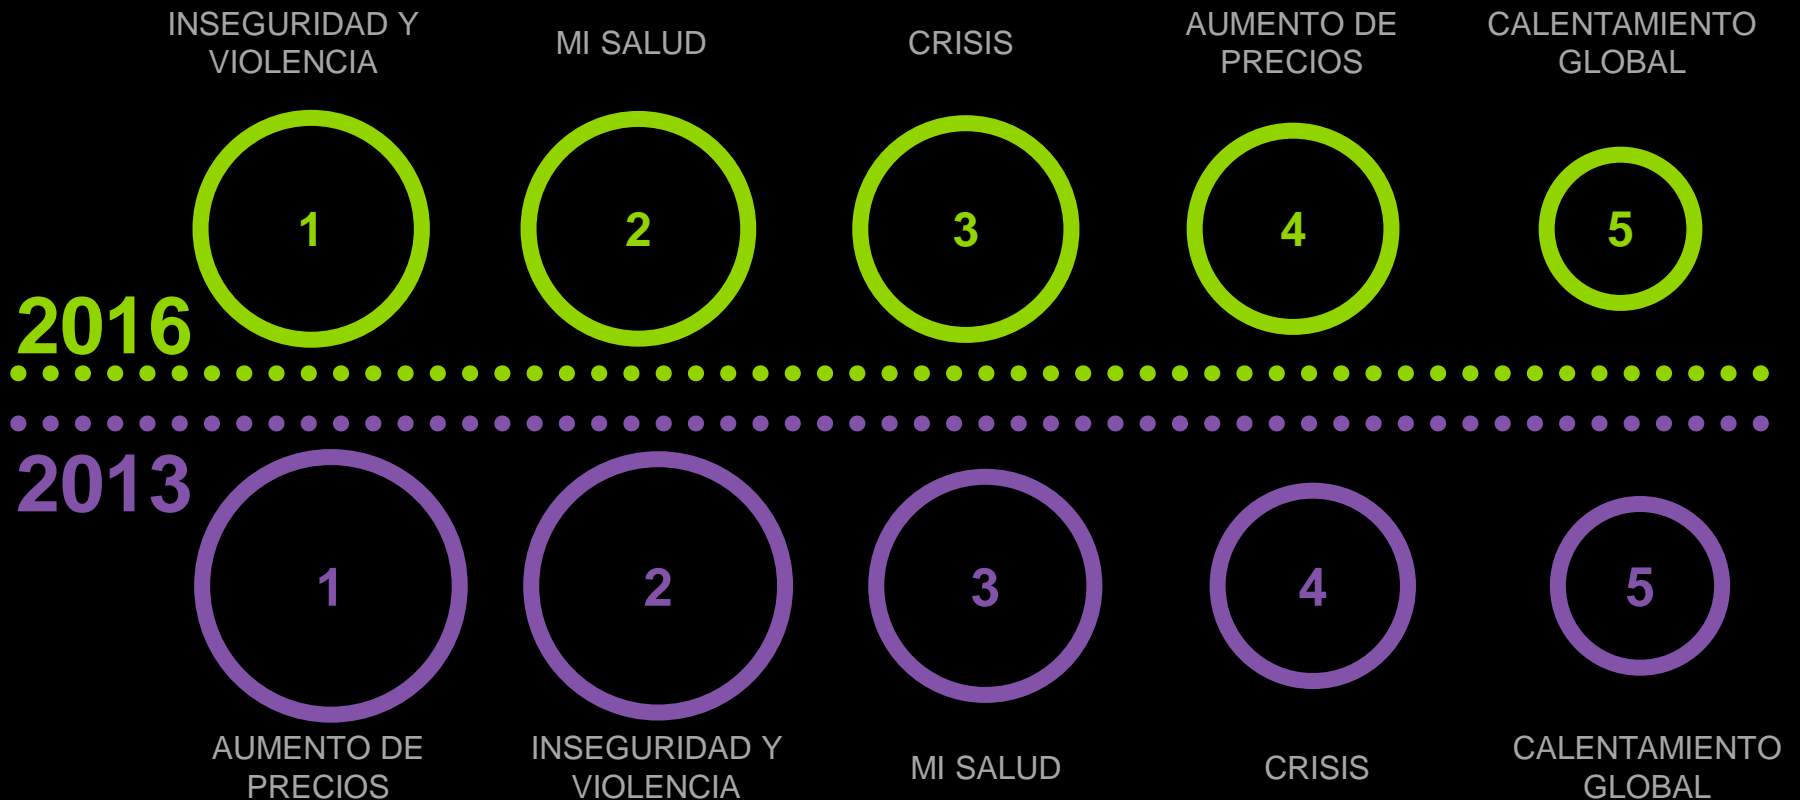 INSEGURIDAD Y
VIOLENCIA
MI SALUD
CRISIS
AUMENTO DE
PRECIOS
CALENTAMIENTO
GLOBAL
1
2
3
4
5
2016
2013
1
2
3
4
5
AUMENTO DE
PRECIOS
INSEGURIDAD Y
VIOLENCIA
MI SALUD
CRISIS
CALENTAMIENTO
GLOBAL